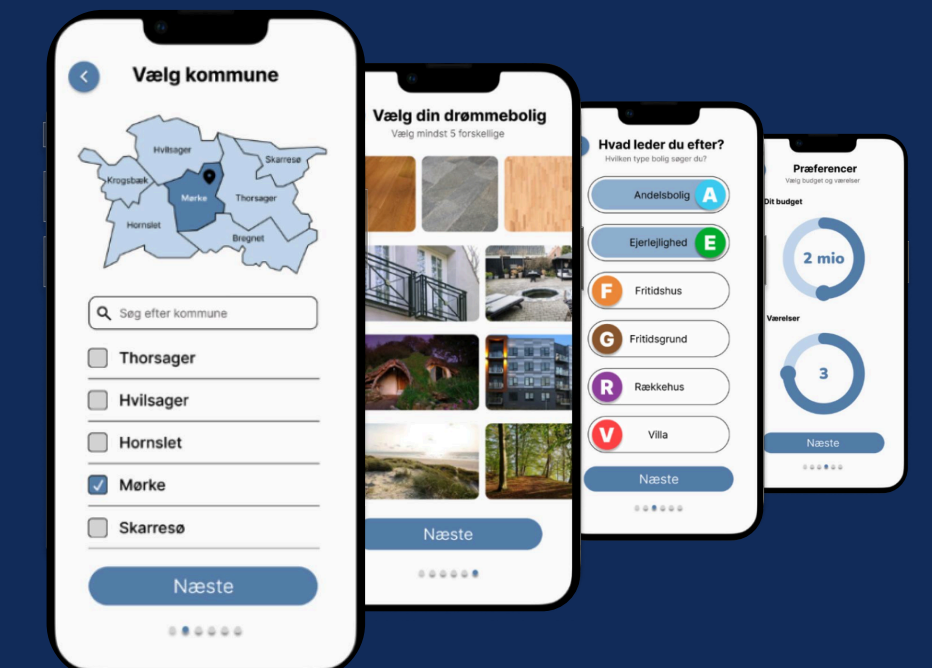 Vælg kommune
Hvilsager
Skarresø
Krogsbæk
Mørke
Thorsager
Hornslet
Bregnet
Søg efter kommune
Thorsager
Hvilsager
Hornslet
Mørke
Skarresø
Næste
Vælg din drømmebolig
Vælg mindst 5 forskellige
Næste
Hvad leder du efter?
Hvilken type bolig søger du?
Andelsbolig A
Ejerlejlighed E
F Fritidshus
G Fritidsgrund
R Rækkehus
V Villa
Næste
Præferencer
Vælg budget og værelser
Dit budget
2 mio
Værelser
3
Næste